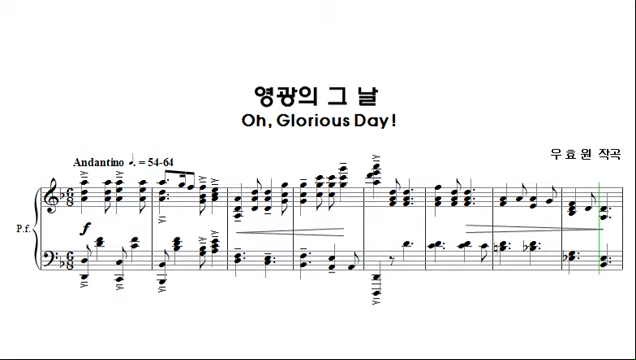 영광의 그 날
Oh, Glorious Day!
Andantino ♩. = 54-64
우효원 작곡
P.f.
f